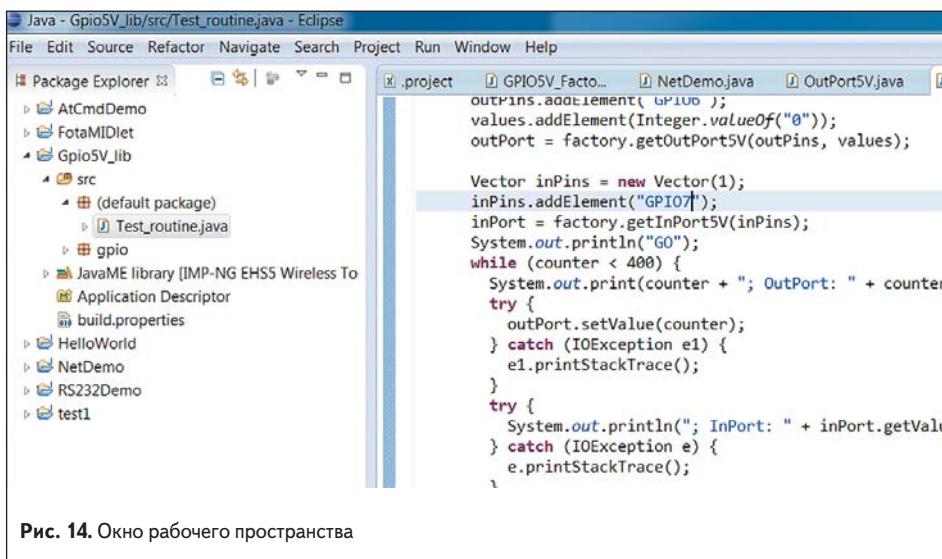 Java - Gpio5V_lib/src/Test_routine.java - Eclipse
File Edit Source Refactor Navigate Search Project Run Window Help
Package Explorer
AtCmdDemo
FotaMIDlet
Gpio5V_lib
src
(default package)
Test_routine.java
gpio
JavaME library [IMP-NG EHS5 Wireless To
Application Descriptor
build.properties
HelloWorld
NetDemo
RS232Demo
test1
.project GPIO5V_Facto... NetDemo.java OutPort5V.java
outPins.addElement("GPIO6");
values.addElement(Integer.valueOf("0"));
outPort = factory.getOutPort5V(outPins, values);
Vector inPins = new Vector(1);
inPins.addElement("GPIO7");
inPort = factory.getInPort5V(inPins);
System.out.println("GO");
while (counter < 400) {
System.out.print(counter + "; OutPort: " + counter
try {
outPort.setValue(counter);
} catch (IOException e1) {
e1.printStackTrace();
}
try {
System.out.println("; InPort: " + inPort.getValu
} catch (IOException e) {
e.printStackTrace();
}
Рис. 14. Окно рабочего пространства